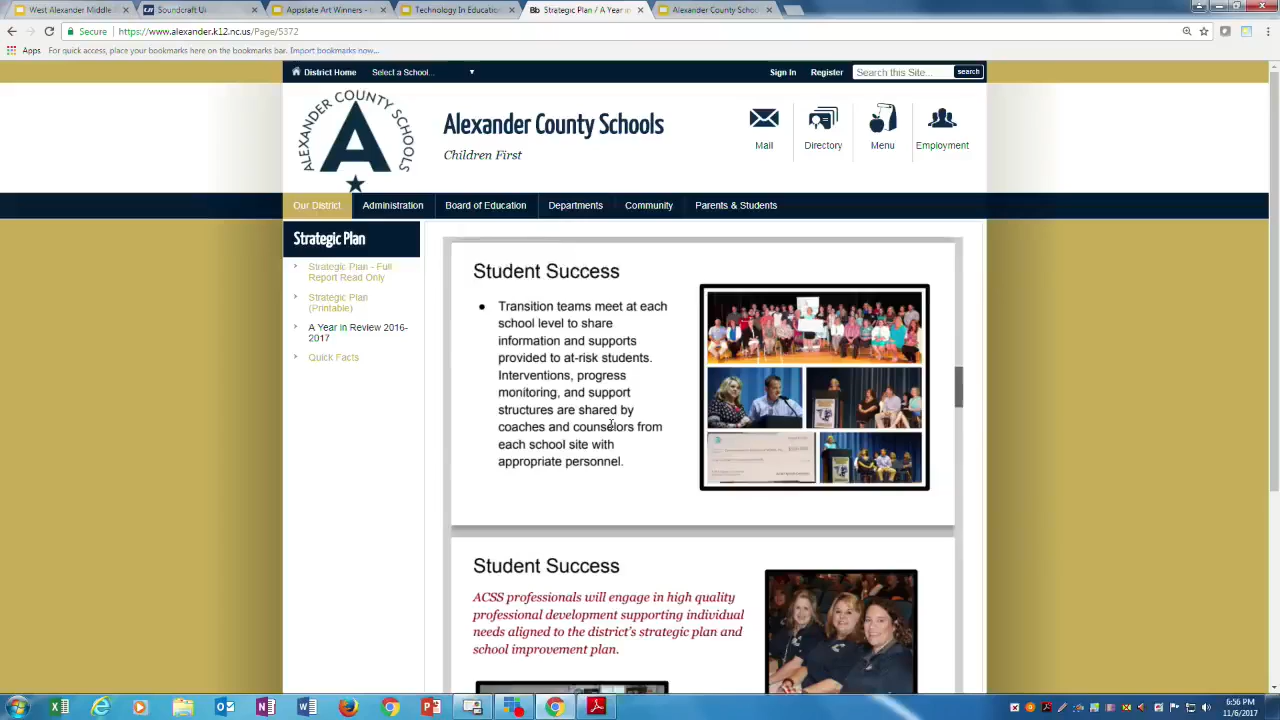 West Alexander Middle
Soundcraft Ui
Appstate Art Winners -
Technology In Education
Strategic Plan / A Year in
Alexander County School
Secure
https://www.alexander.k12.nc.us/Page/5372
Apps
For quick access, place your bookmarks here on the bookmarks bar. Import bookmarks now...
District Home
Select a School...
Sign In
Register
Search this Site...
search
ALEXANDER COUNTY SCHOOLS
A
Alexander County Schools
Children First
Mail
Directory
Menu
Employment
Our District
Administration
Board of Education
Departments
Community
Parents & Students
Strategic Plan
Strategic Plan - Full
Report Read Only
Strategic Plan
(Printable)
A Year in Review 2016-
2017
Quick Facts
Student Success
● Transition teams meet at each
school level to share
information and supports
provided to at-risk students.
Interventions, progress
monitoring, and support
structures are shared by
coaches and counselors from
each school site with
appropriate personnel.
Student Success
ACSS professionals will engage in high quality
professional development supporting individual
needs aligned to the district's strategic plan and
school improvement plan.
6:56 PM
11/6/2017